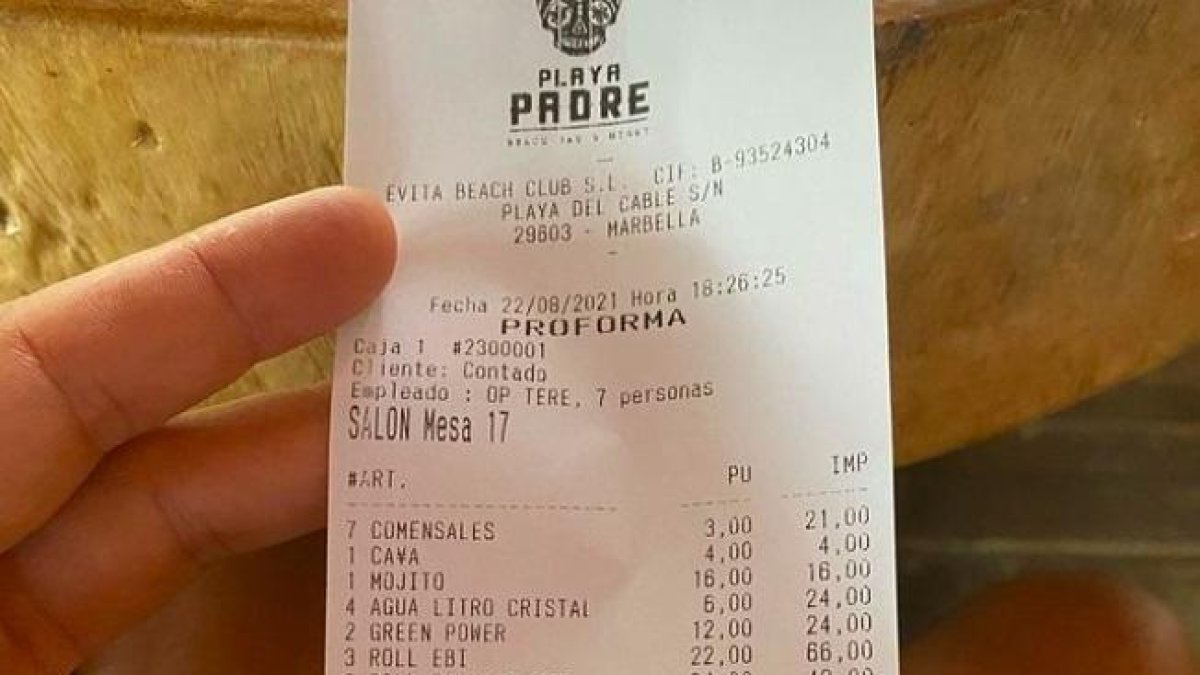 PLAYA
PADRE
BEACH DAY & NIGHT
EVITA BEACH CLUB S.L. CIF: B-93524304
PLAYA DEL CABLE S/N
29603 - MARBELLA
Fecha 22/08/2021 Hora 18:26:25
PROFORMA
Caja 1 #2300001
Cliente: Contado
Empleado : OP TERE, 7 personas
SALON Mesa 17
#ART. PU IMP
7 COMENSALES 3,00 21,00
1 CA¥A 4,00 4,00
1 MOJITO 16,00 16,00
4 AGUA LITRO CRISTAL 6,00 24,00
2 GREEN POWER 12,00 24,00
3 ROLL EBI 22,00 66,00